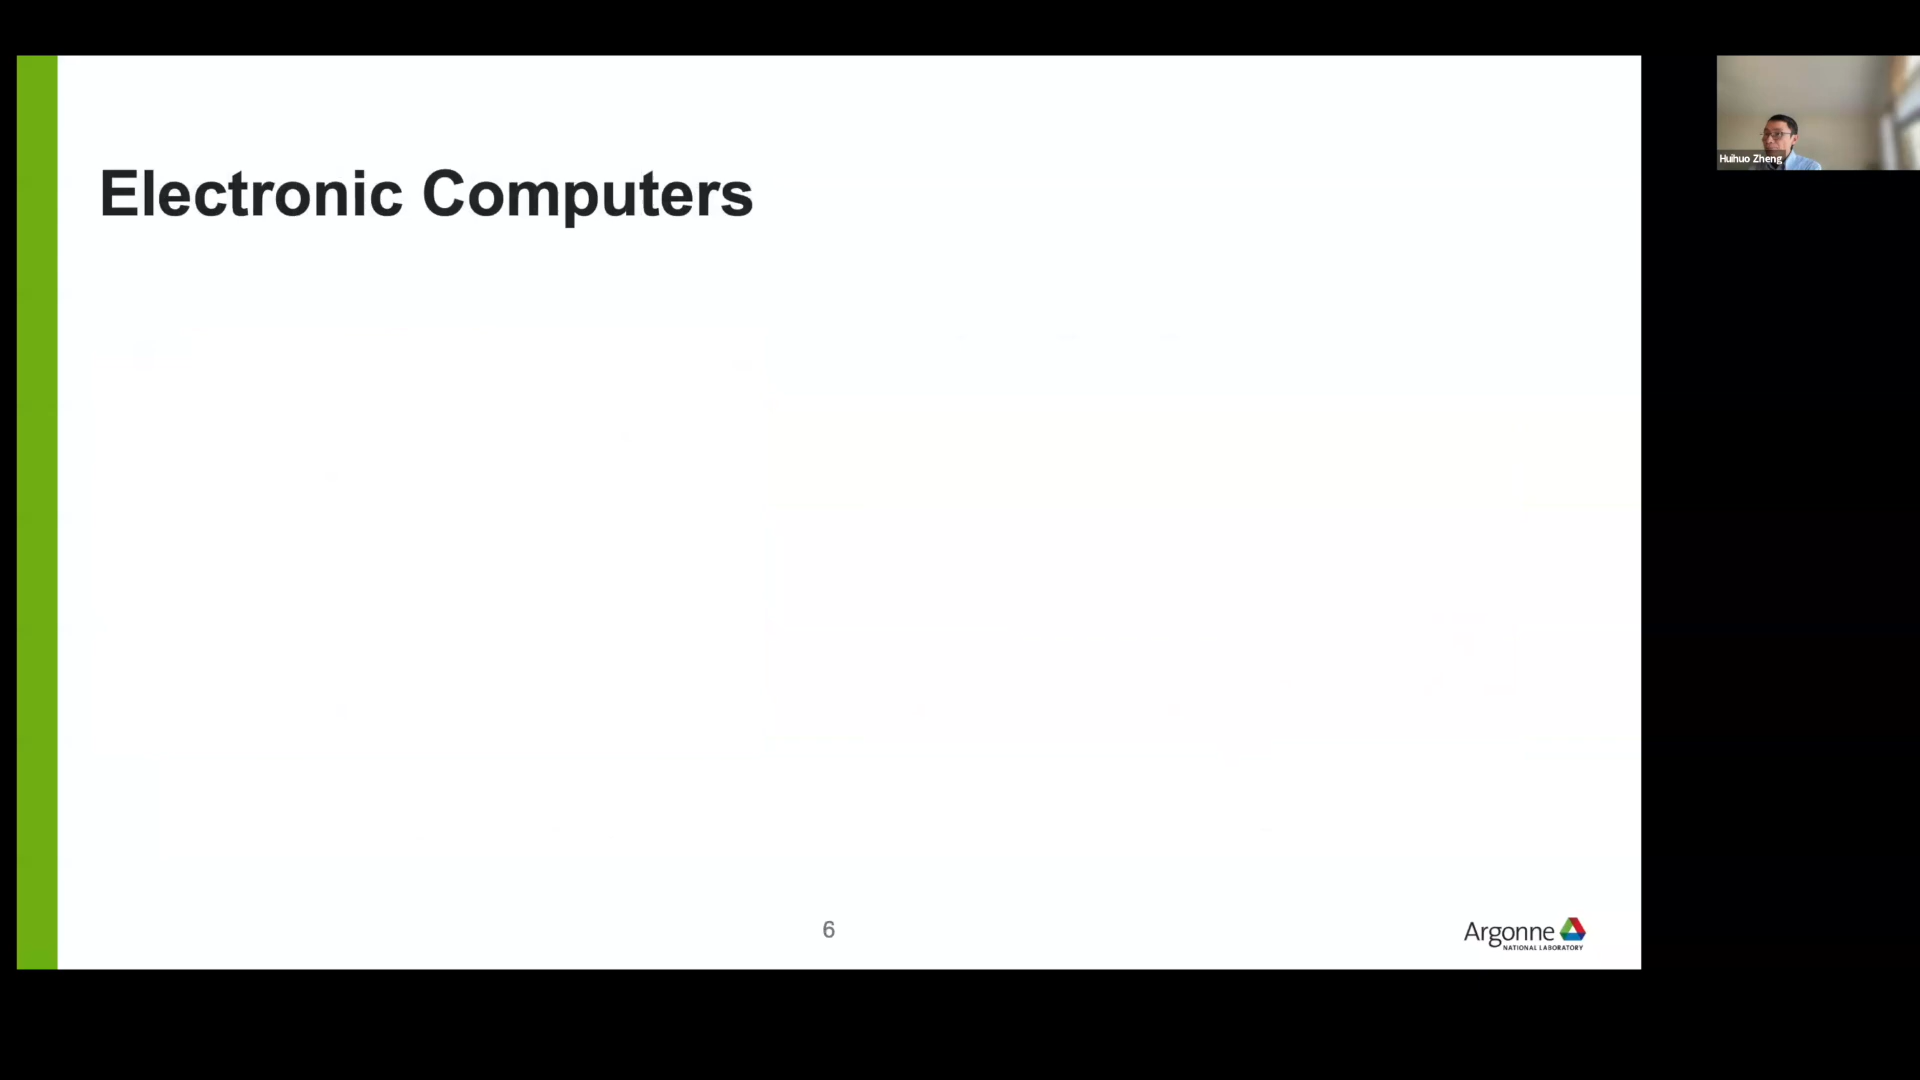 Electronic Computers
Huihuo Zheng
6
Argonne
NATIONAL LABORATORY